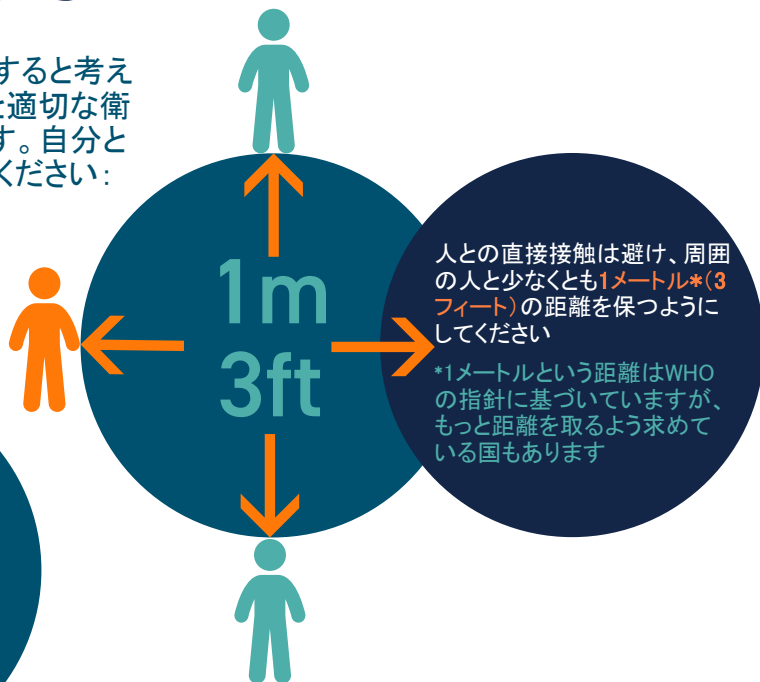 すると考え
適切な衛
す。自分と
ください：
1m
3ft
人との直接接触は避け、周囲
の人と少なくとも1メートル*（3
フィート）の距離を保つように
してください
*1メートルという距離はWHO
の指針に基づいていますが、
もっと距離を取るよう求めて
いる国もあります